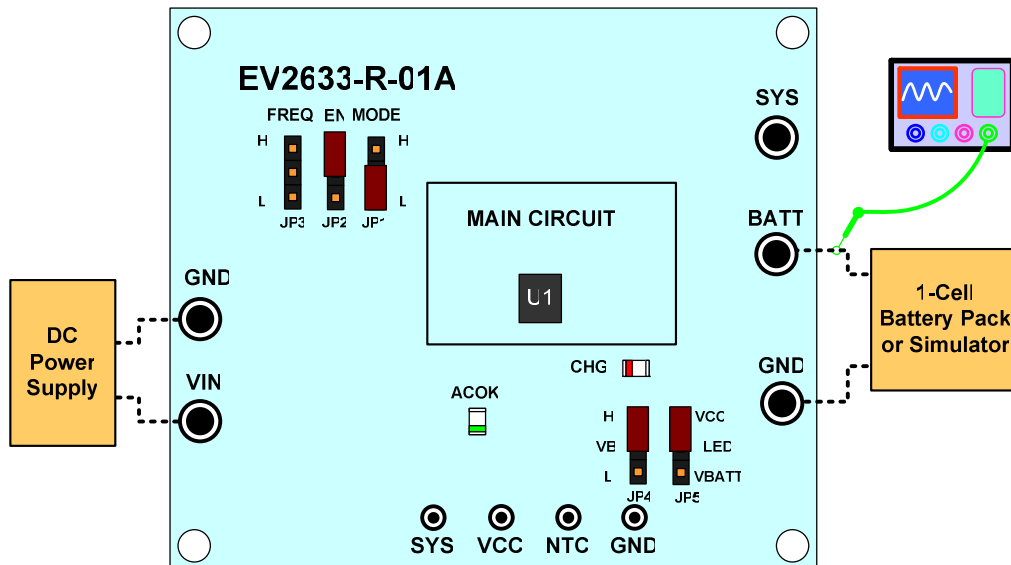 EV2633-R-01A
FREQ EN MODE
H H
L L
JP3 JP2 JP1
SYS
MAIN CIRCUIT
BATT
U1
GND
VIN
DC
Power
Supply
1-Cell
Battery Pack
or Simulator
GND
CHG
ACOK
H VCC
VB LED
L VBATT
JP4 JP5
SYS VCC NTC GND